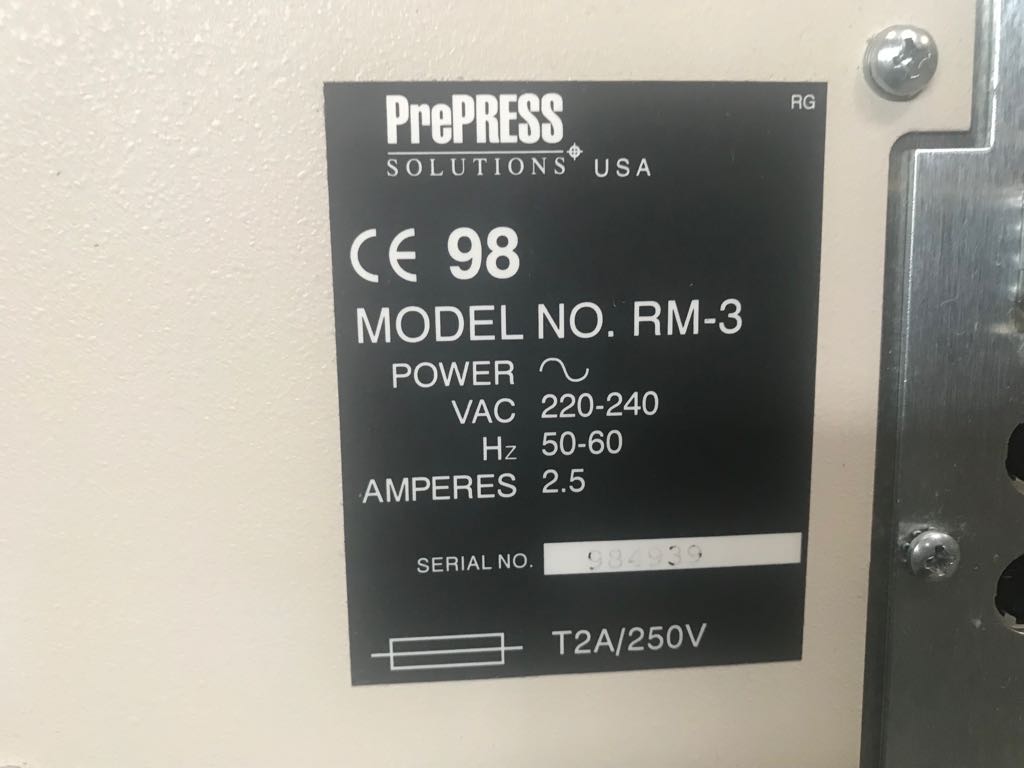 PrePRESS
SOLUTIONS USA
RG
CE 98
MODEL NO. RM-3
POWER
VAC 220-240
Hz 50-60
AMPERES 2.5
SERIAL NO. 984939
T2A/250V